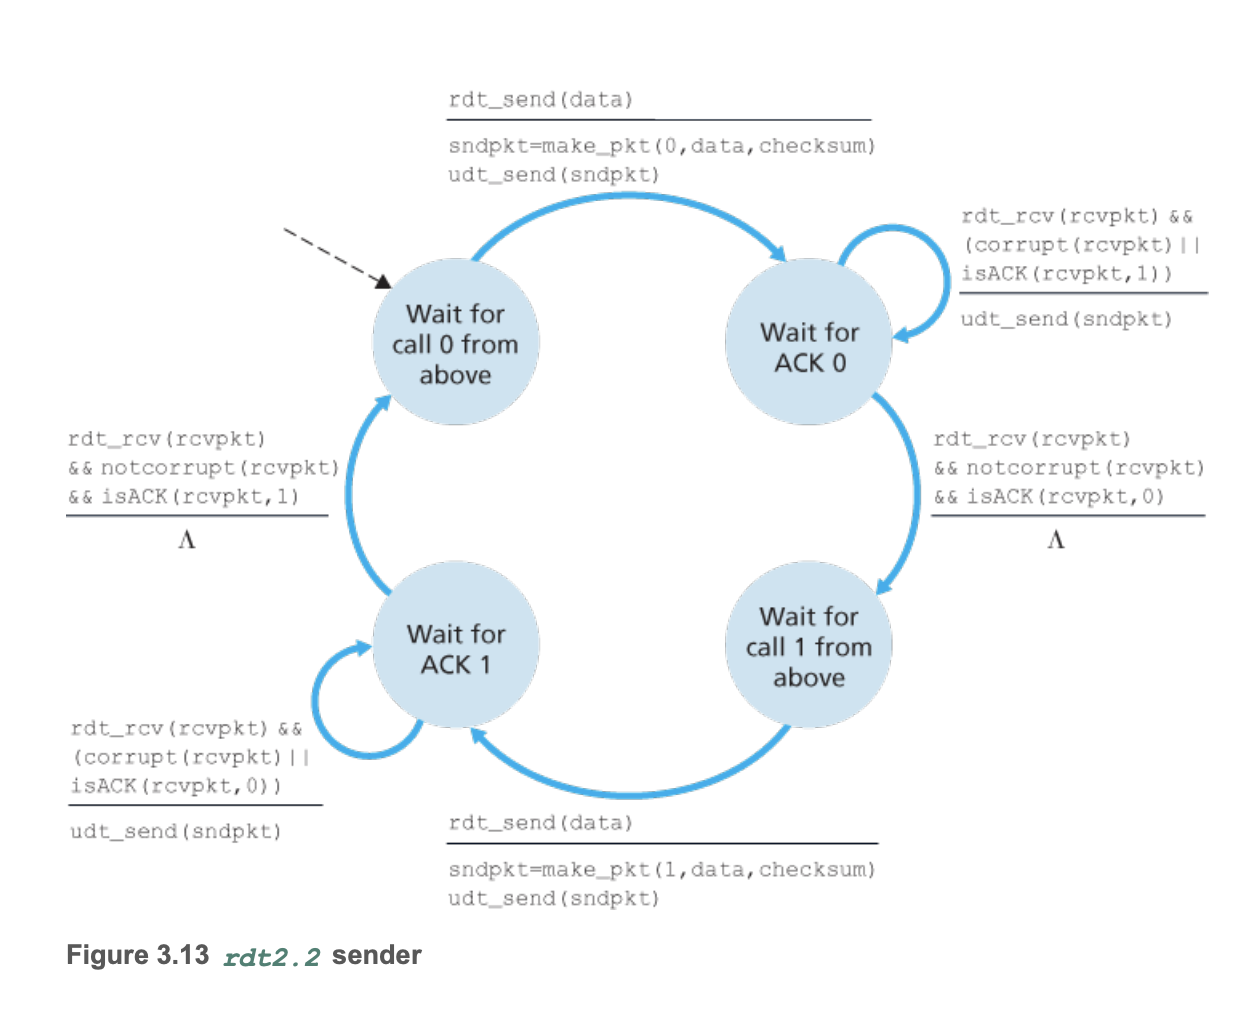 rdt_send(data)
sndpkt=make_pkt(0,data,checksum)
udt_send(sndpkt)
rdt_rcv(rcvpkt) &&
(corrupt(rcvpkt)||
isACK(rcvpkt,1))
udt_send(sndpkt)
Wait for
call 0 from
above
Wait for
ACK 0
rdt_rcv(rcvpkt)
&& notcorrupt(rcvpkt)
&& isACK(rcvpkt,1)
Λ
rdt_rcv(rcvpkt)
&& notcorrupt(rcvpkt)
&& isACK(rcvpkt,0)
Λ
Wait for
ACK 1
Wait for
call 1 from
above
rdt_rcv(rcvpkt) &&
(corrupt(rcvpkt)||
isACK(rcvpkt,0))
udt_send(sndpkt)
rdt_send(data)
sndpkt=make_pkt(1,data,checksum)
udt_send(sndpkt)
Figure 3.13 rdt2.2 sender